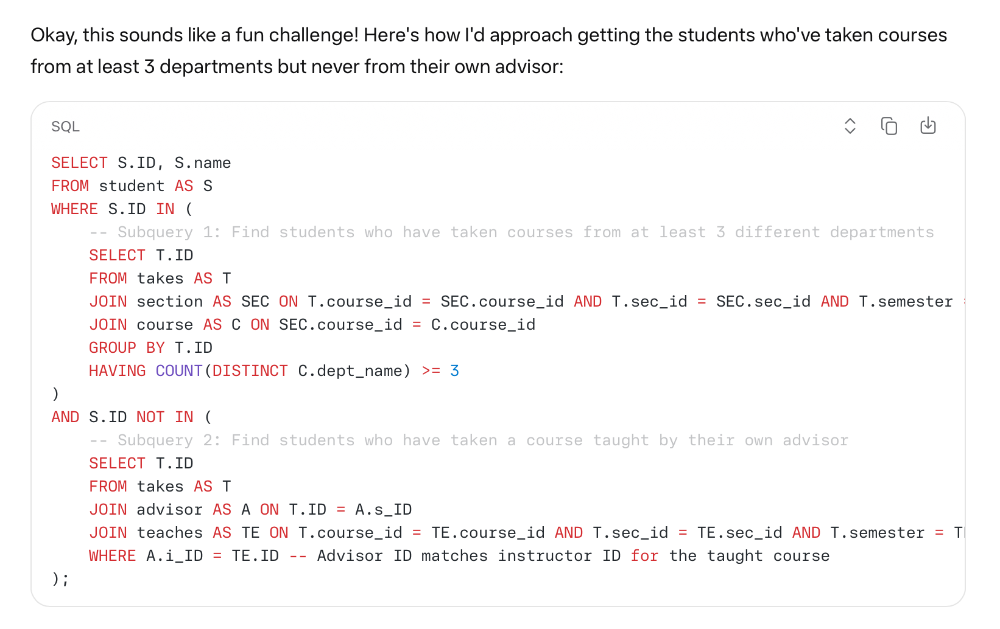 Okay, this sounds like a fun challenge! Here's how I'd approach getting the students who've taken courses
from at least 3 departments but never from their own advisor:
SQL
SELECT S.ID, S.name
FROM student AS S
WHERE S.ID IN (
    -- Subquery 1: Find students who have taken courses from at least 3 different departments
    SELECT T.ID
    FROM takes AS T
    JOIN section AS SEC ON T.course_id = SEC.course_id AND T.sec_id = SEC.sec_id AND T.semester
    JOIN course AS C ON SEC.course_id = C.course_id
    GROUP BY T.ID
    HAVING COUNT(DISTINCT C.dept_name) >= 3
)
AND S.ID NOT IN (
    -- Subquery 2: Find students who have taken a course taught by their own advisor
    SELECT T.ID
    FROM takes AS T
    JOIN advisor AS A ON T.ID = A.s_ID
    JOIN teaches AS TE ON T.course_id = TE.course_id AND T.sec_id = TE.sec_id AND T.semester =
    WHERE A.i_ID = TE.ID -- Advisor ID matches instructor ID for the taught course
);